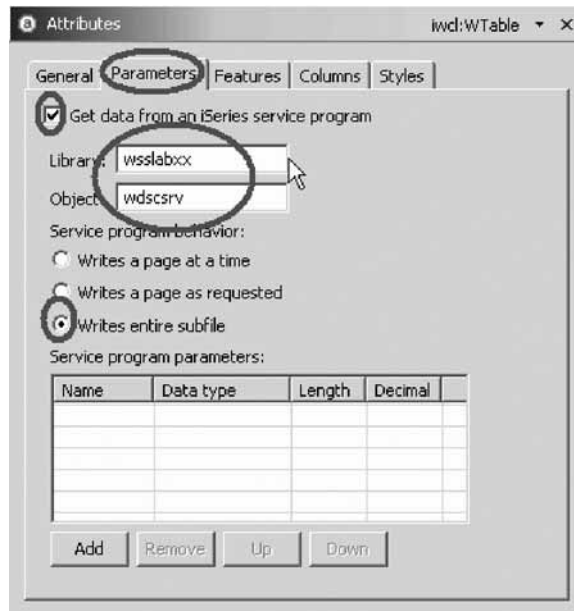 Attributes iwcl:WTable
General Parameters Features Columns Styles
Get data from an iSeries service program
Library: wsslabxx
Object: wdscsrv
Service program behavior:
Writes a page at a time
Writes a page as requested
Writes entire subfile
Service program parameters:
Name Data type Length Decimal
Add Remove Up Down